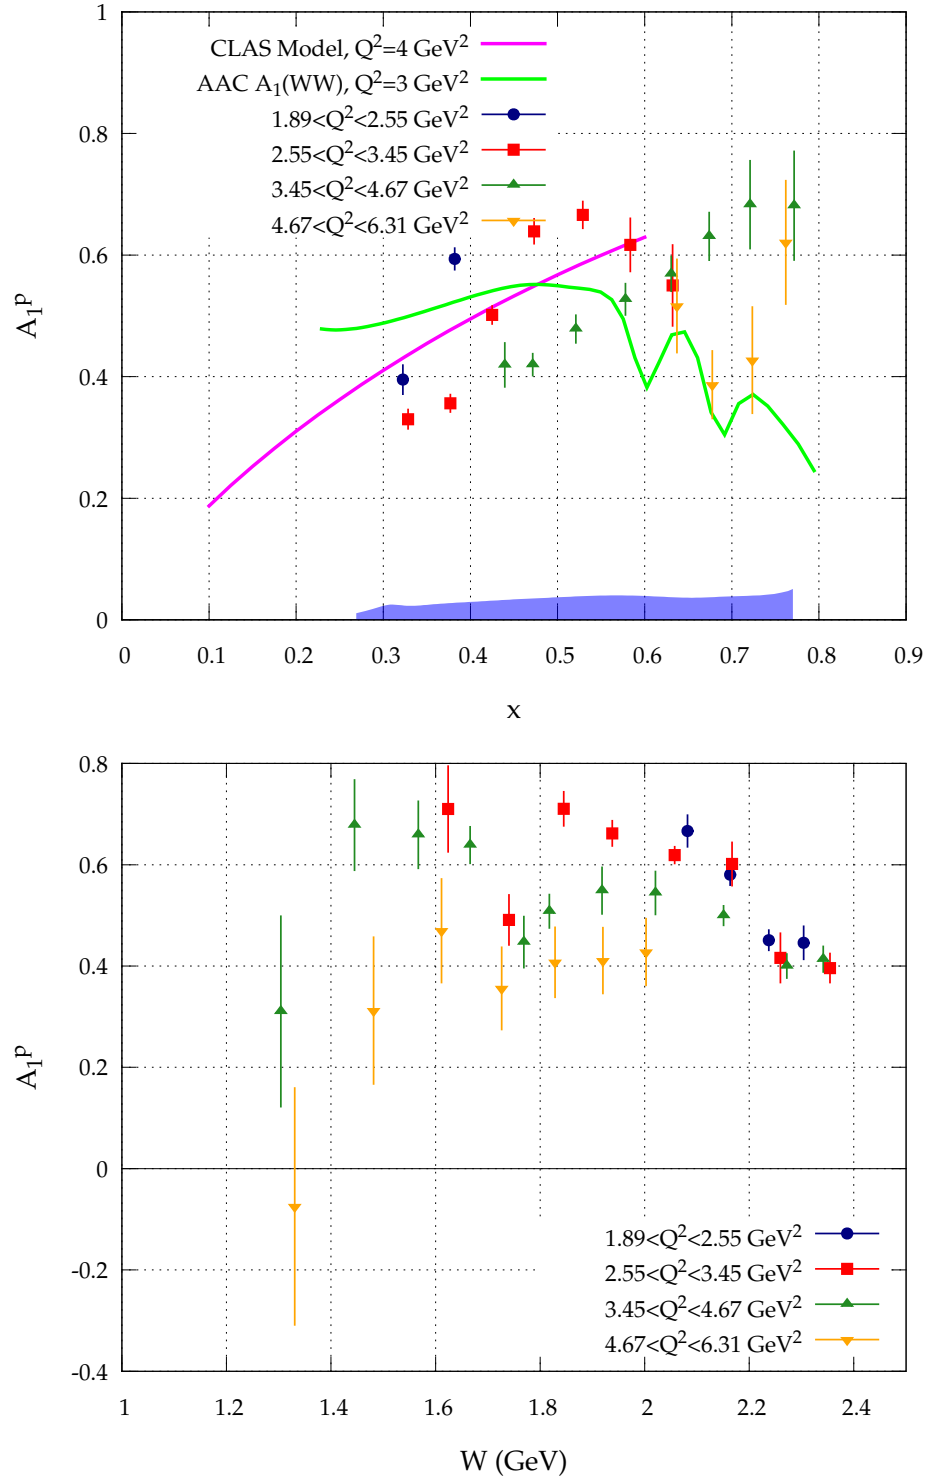 1
0.8
0.6
0.4
0.2
0
A₁ᵖ
CLAS Model, Q²=4 GeV²
AAC A₁(WW), Q²=3 GeV²
1.89<Q²<2.55 GeV²
2.55<Q²<3.45 GeV²
3.45<Q²<4.67 GeV²
4.67<Q²<6.31 GeV²
0 0.1 0.2 0.3 0.4 0.5 0.6 0.7 0.8 0.9
x
0.8
0.6
0.4
0.2
0
-0.2
-0.4
A₁ᵖ
1.89<Q²<2.55 GeV²
2.55<Q²<3.45 GeV²
3.45<Q²<4.67 GeV²
4.67<Q²<6.31 GeV²
1 1.2 1.4 1.6 1.8 2 2.2 2.4
W (GeV)